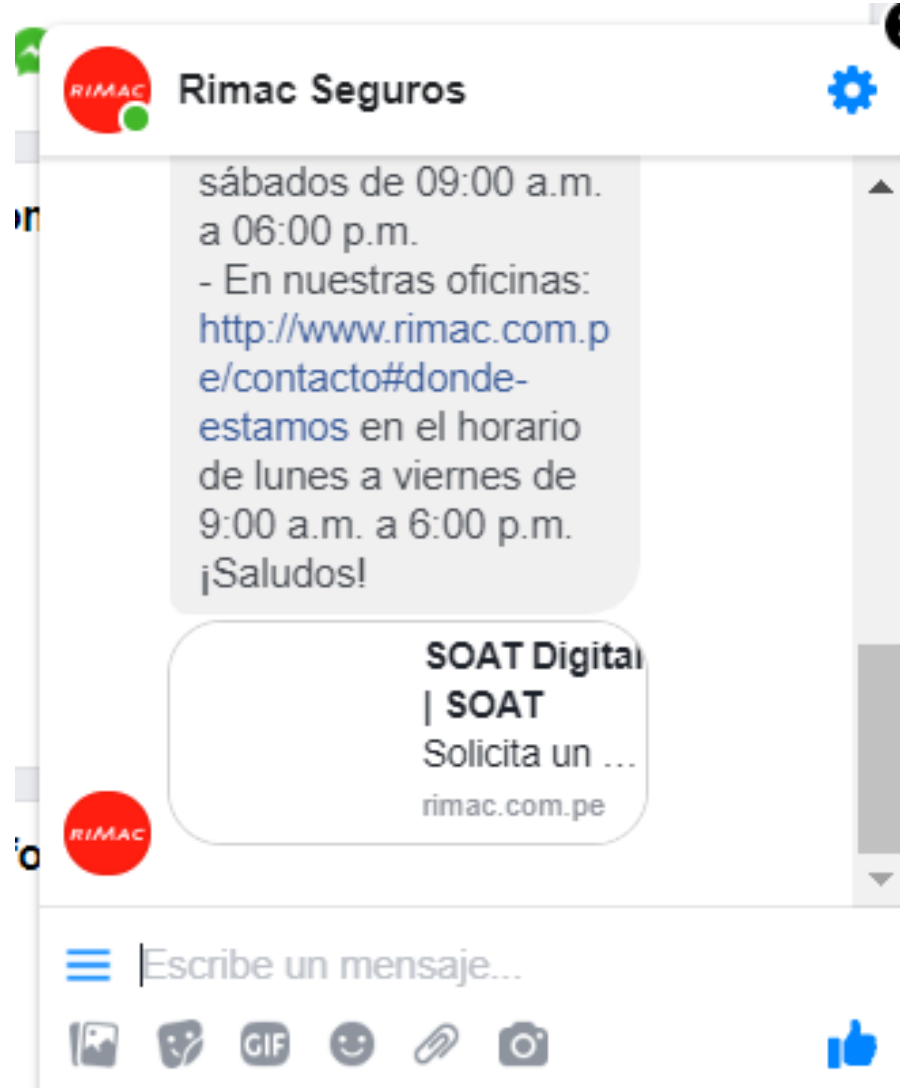 RIMAC
Rimac Seguros
sábados de 09:00 a.m.
a 06:00 p.m.
- En nuestras oficinas:
http://www.rimac.com.p
e/contacto#donde-
estamos en el horario
de lunes a viernes de
9:00 a.m. a 6:00 p.m.
¡Saludos!
SOAT Digital
| SOAT
Solicita un ...
rimac.com.pe
RIMAC
Escribe un mensaje...
GIF